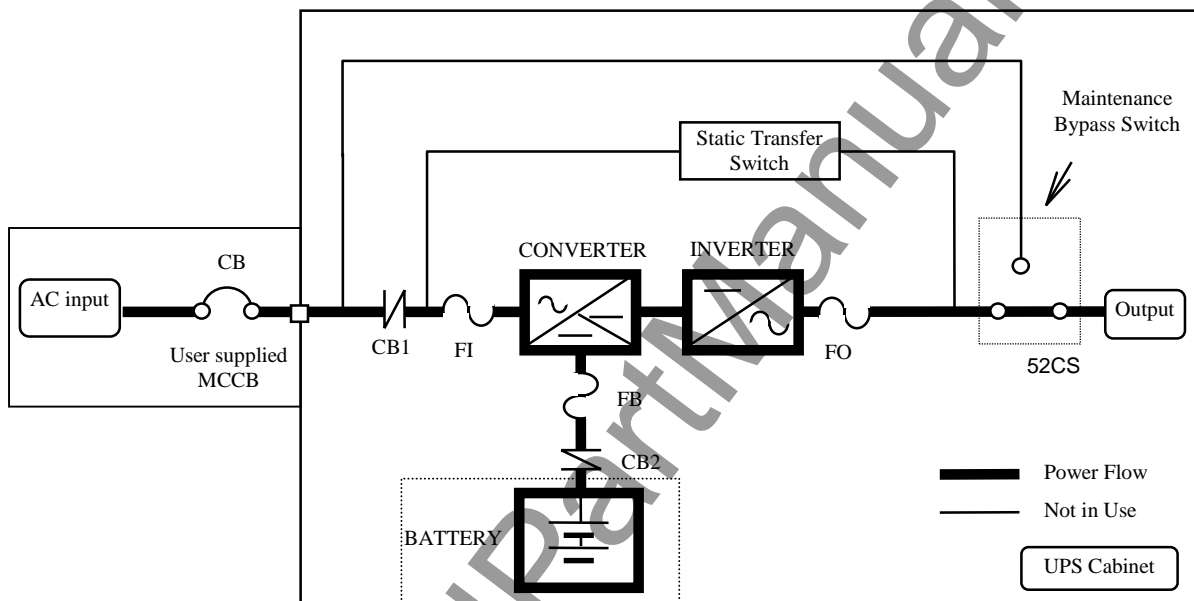 Maintenance
Bypass Switch
Static Transfer
Switch
CB
CONVERTER
INVERTER
AC input
Output
User supplied
MCCB
CB1
FI
FO
52CS
FB
CB2
BATTERY
Power Flow
Not in Use
UPS Cabinet
PartManual